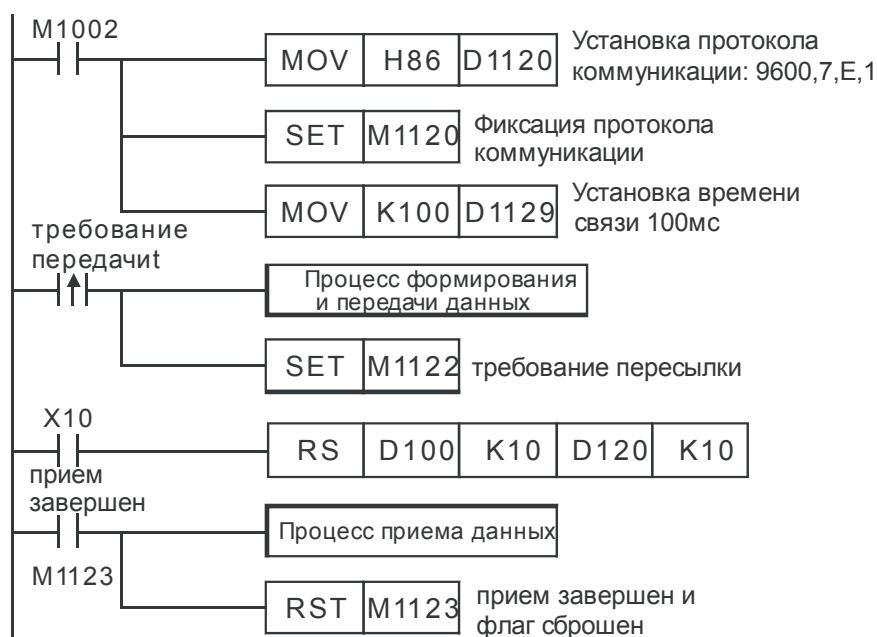 M1002
MOV H86 D1120
Установка протокола
коммуникации: 9600,7,E,1
SET M1120
Фиксация протокола
коммуникации
MOV K100 D1129
Установка времени
связи 100мс
требование
передачиt
Процесс формирования
и передачи данных
SET M1122 требование пересылки
X10
RS D100 K10 D120 K10
прием
завершен
Процесс приема данных
M1123
RST M1123
прием завершен и
флаг сброшен